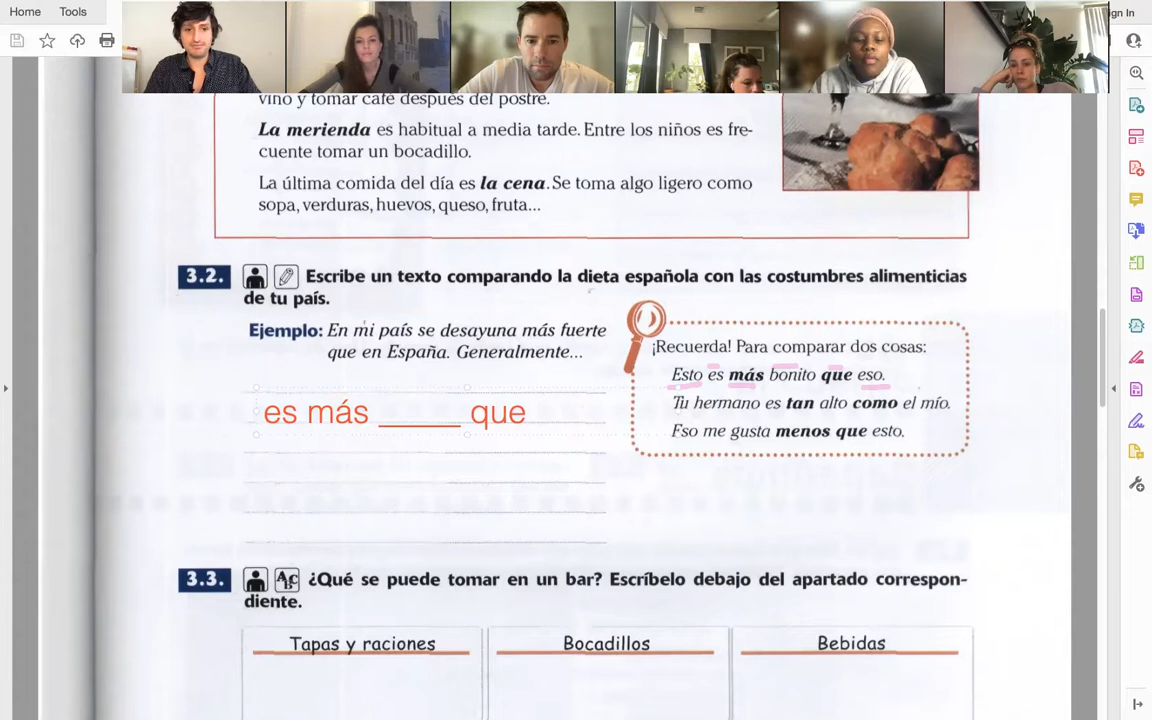 Home Tools
ign In
vino y tomar café después del postre.
La merienda es habitual a media tarde. Entre los niños es fre-
cuente tomar un bocadillo.
La última comida del día es la cena. Se toma algo ligero como
sopa, verduras, huevos, queso, fruta...
3.2. Escribe un texto comparando la dieta española con las costumbres alimenticias
de tu país.
Ejemplo: En mi país se desayuna más fuerte
que en España. Generalmente...
es más ______ que
¡Recuerda! Para comparar dos cosas:
Esto es más bonito que eso.
Tu hermano es tan alto como el mío.
Eso me gusta menos que esto.
3.3. ABC ¿Qué se puede tomar en un bar? Escríbelo debajo del apartado correspon-
diente.
Tapas y raciones
Bocadillos
Bebidas